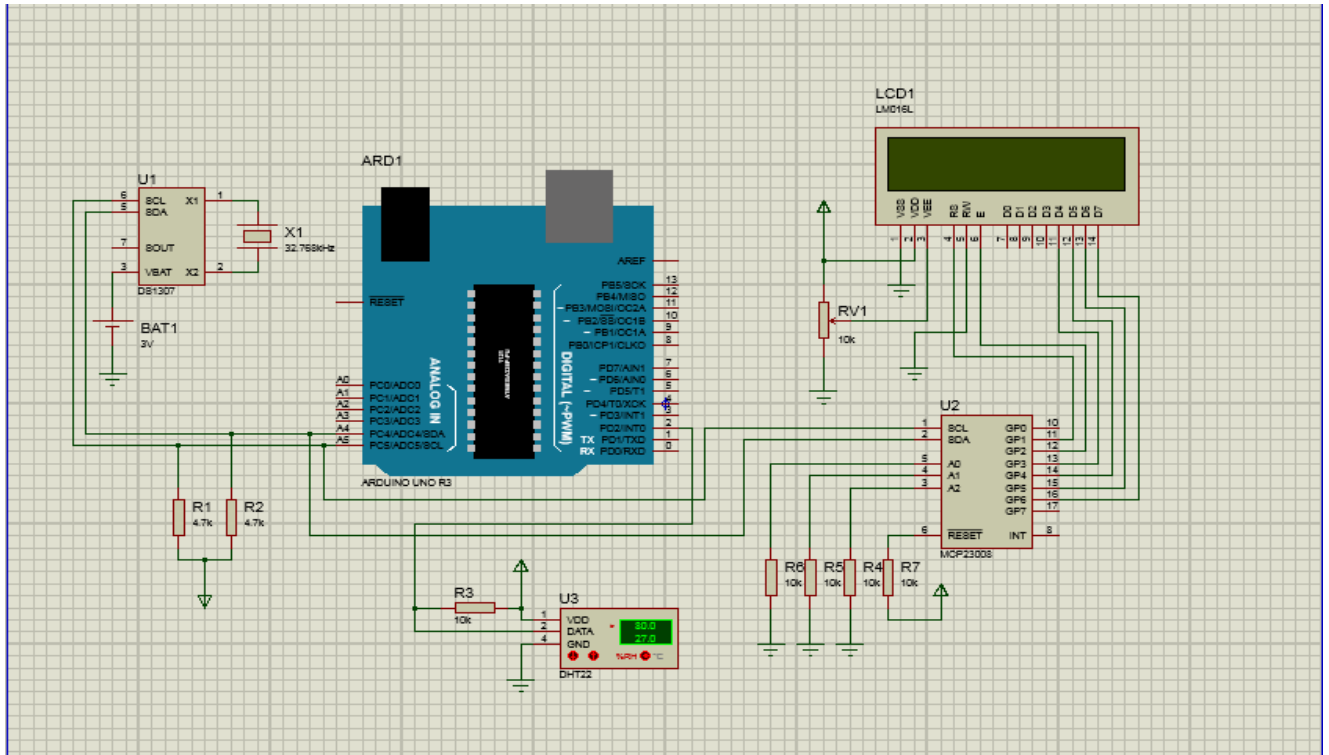 LCD1
LM016L
VSS
VDD
VEE
RS
RW
E
D0
D1
D2
D3
D4
D5
D6
D7
1
2
3
4
5
6
7
8
9
10
11
12
13
14
ARD1
U1
6
5
SCL
SDA
X1
1
7
SOUT
3
VBAT
X2
2
DS1307
X1
32.768kHz
BAT1
3V
RESET
AREF
PB5/SCK
13
PB4/MISO
12
~PB3/MOSI/OC2A
11
~ PB2/SS/OC1B
10
~ PB1/OC1A
9
PB0/ICP1/CLKO
8
PD7/AIN1
7
~ PD6/AIN0
6
~ PD5/T1
5
PD4/T0/XCK
~ PD3/INT1
3
PD2/INT0
2
TX PD1/TXD
1
RX PD0/RXD
0
ANALOG IN
DIGITAL (~PWM)
A0
PC0/ADC0
A1
PC1/ADC1
A2
PC2/ADC2
A3
PC3/ADC3
A4
PC4/ADC4/SDA
A5
PC5/ADC5/SCL
ARDUINO UNO R3
RV1
10k
U2
1
SCL
2
SDA
5
A0
4
A1
3
A2
6
RESET
GP0
10
GP1
11
GP2
12
GP3
13
GP4
14
GP5
15
GP6
16
GP7
17
INT
8
MCP23008
R1
4.7k
R2
4.7k
R6
10k
R5
10k
R4
10k
R7
10k
R3
10k
U3
1
VDD
2
DATA
4
GND
80.0
27.0
%RH
°C
DHT22